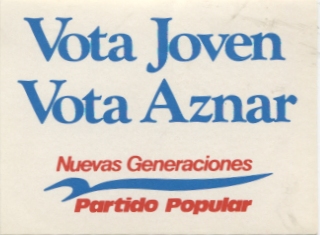 Vota Joven
Vota Aznar
Nuevas Generaciones
Partido Popular